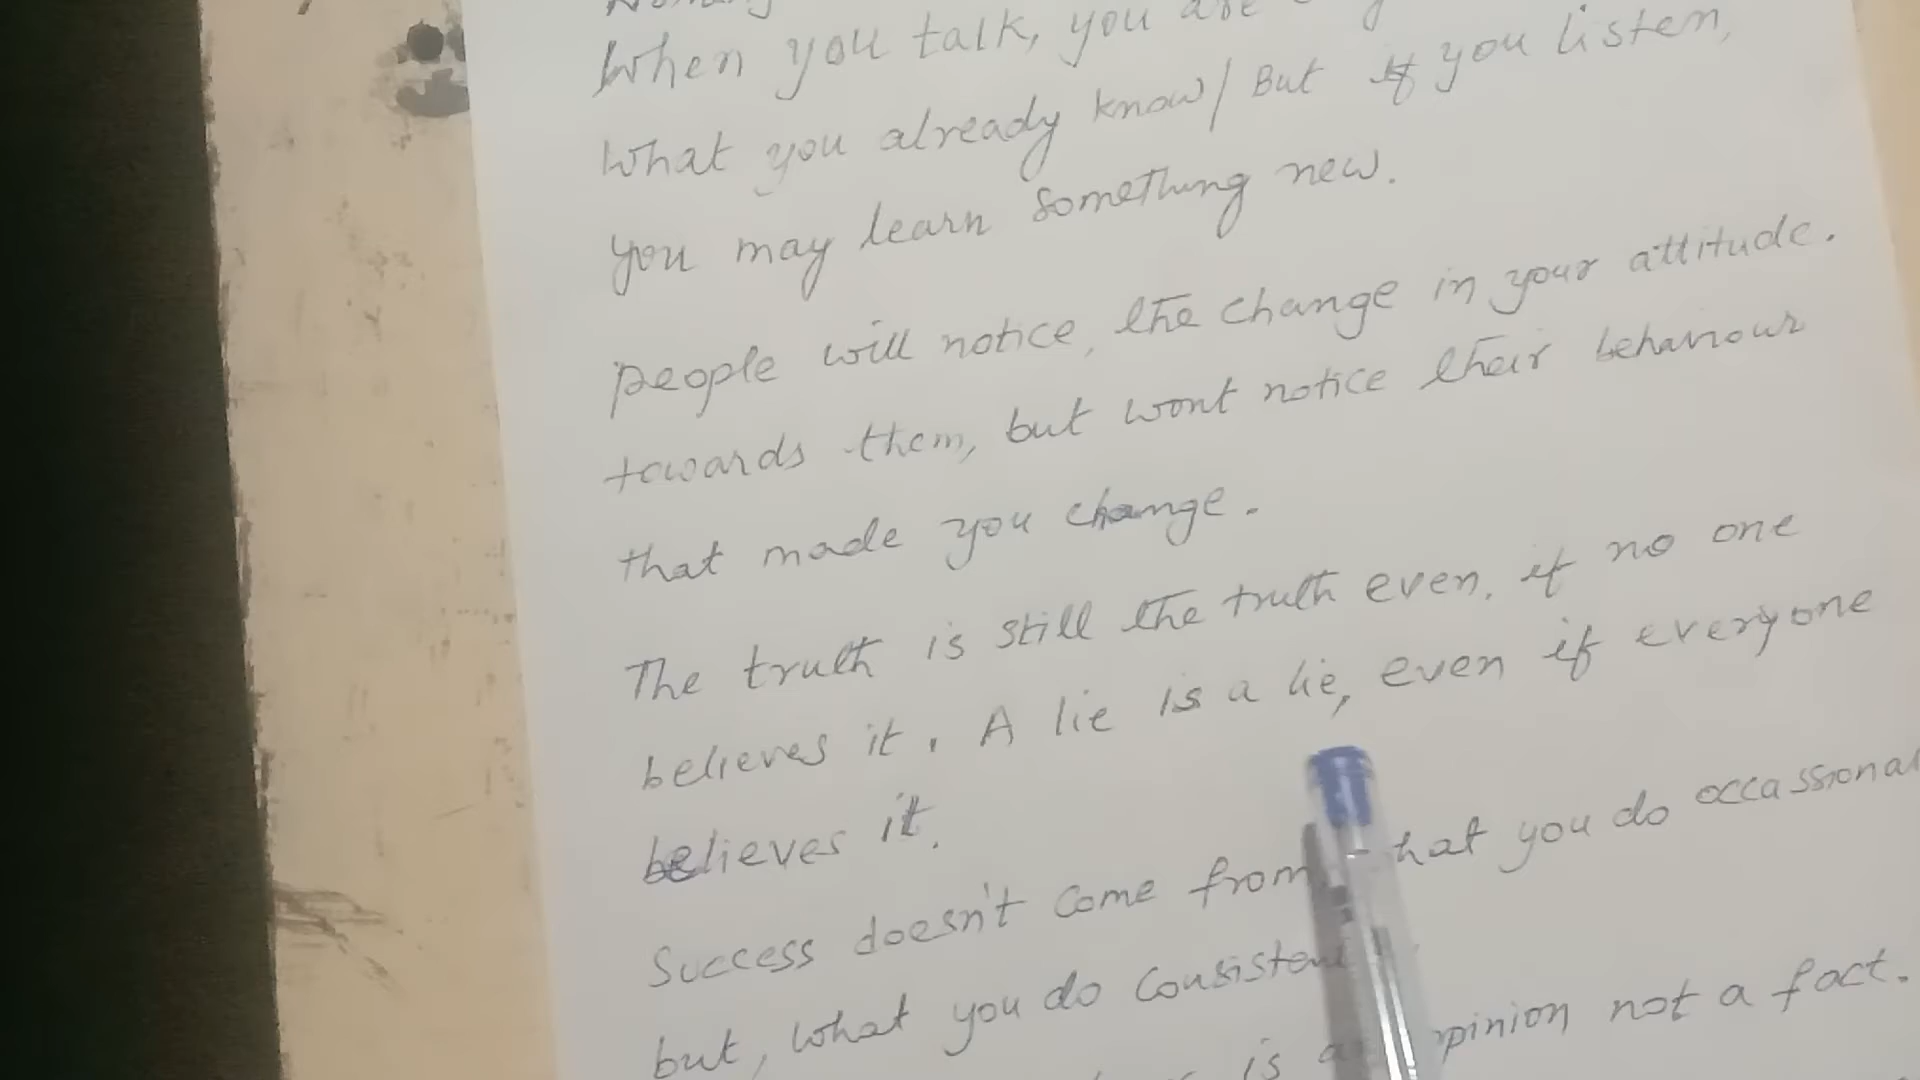 When you talk, you are
What you already know/ But if you listen,
you may learn something new.
people will notice, the change in your attitude.
towards them, but wont notice their behaviour
that made you change.
The truth is still the truth even, if no one
believes it. A lie is a lie, even if everyone
believes it.
Success doesn't come from you do
but, what you do
is not a fact.